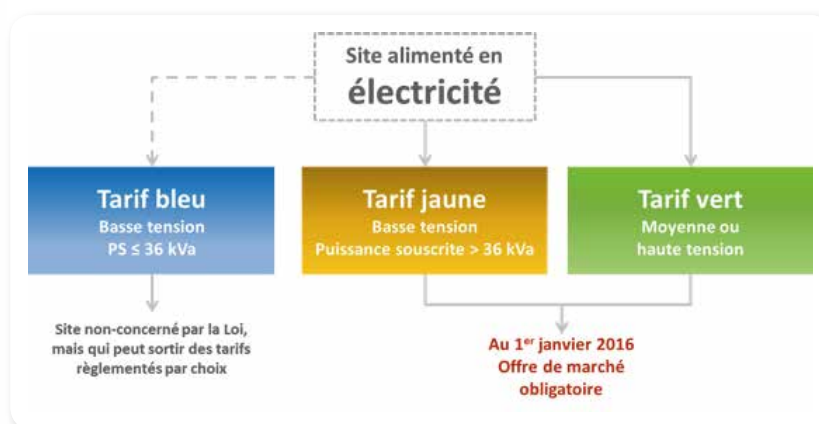 Site alimenté en
électricité
Tarif bleu
Basse tension
PS ≤ 36 kVa
Tarif jaune
Basse tension
Puissance souscrite > 36 kVa
Tarif vert
Moyenne ou
haute tension
Site non-concerné par la Loi,
mais qui peut sortir des tarifs
règlementés par choix
Au 1er janvier 2016
Offre de marché
obligatoire